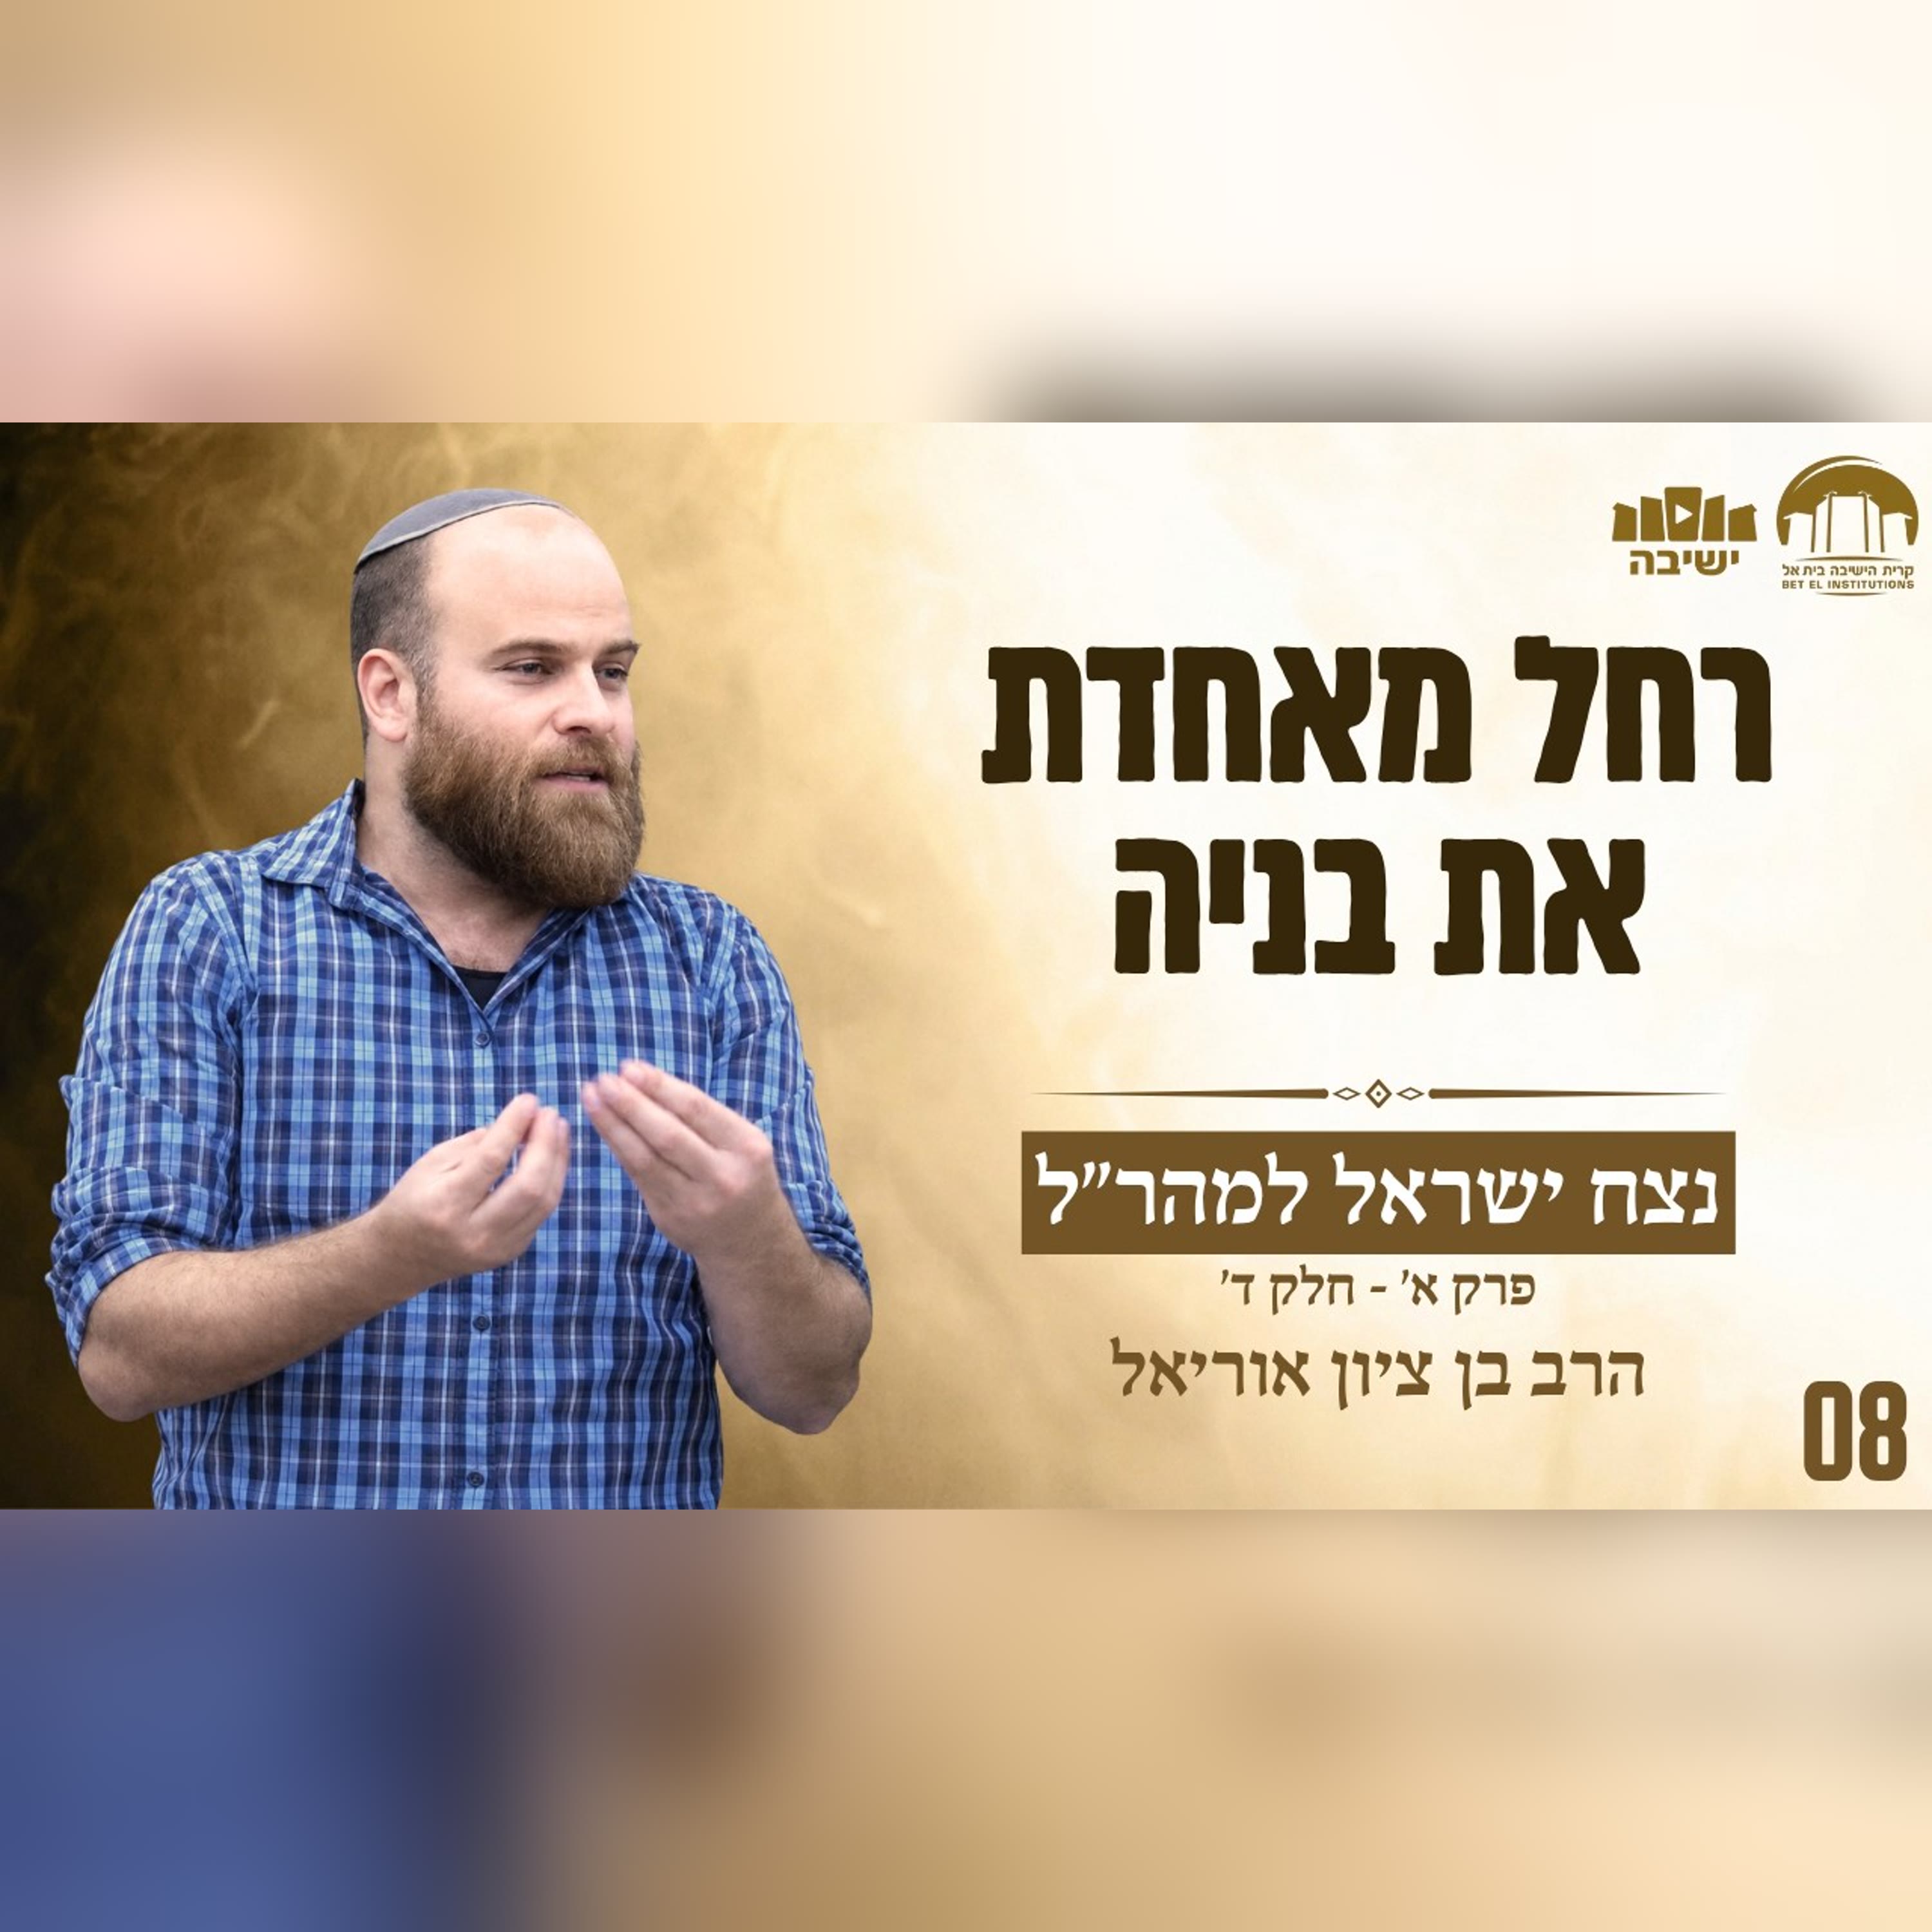 ישיבה
קרית הישיבה בית אל
BET EL INSTITUTIONS
רחל מאחדת
את בניה
נצח ישראל למהר"ל
פרק א' - חלק ד'
הרב בן ציון אוריאל
08